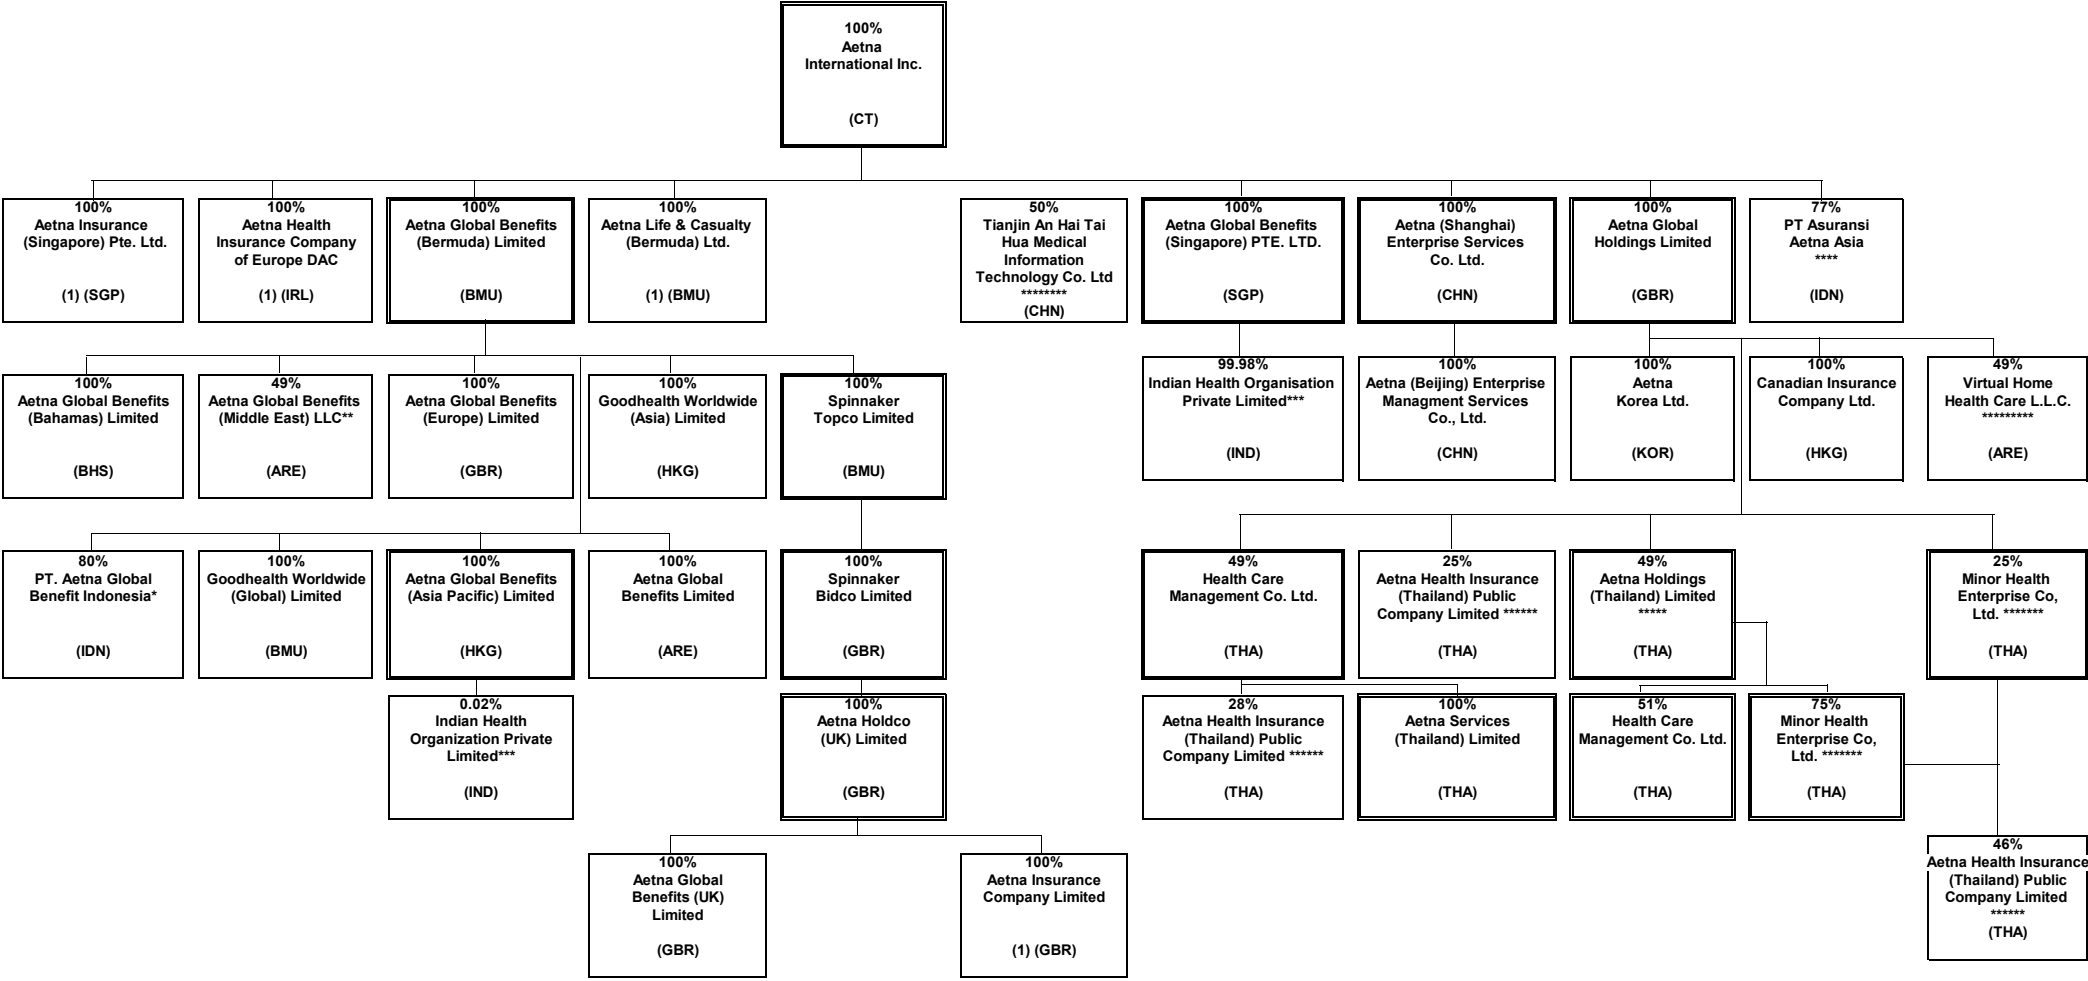 100%
Aetna
International Inc.
(CT)
100%
Aetna Insurance
(Singapore) Pte. Ltd.
(1) (SGP)
100%
Aetna Health
Insurance Company
of Europe DAC
(1) (IRL)
100%
Aetna Global Benefits
(Bermuda) Limited
(BMU)
100%
Aetna Life & Casualty
(Bermuda) Ltd.
(1) (BMU)
50%
Tianjin An Hai Tai
Hua Medical
Information
Technology Co. Ltd
********
(CHN)
100%
Aetna Global Benefits
(Singapore) PTE. LTD.
(SGP)
100%
Aetna (Shanghai)
Enterprise Services
Co. Ltd.
(CHN)
100%
Aetna Global
Holdings Limited
(GBR)
77%
PT Asuransi
Aetna Asia
****
(IDN)
100%
Aetna Global Benefits
(Bahamas) Limited
(BHS)
49%
Aetna Global Benefits
(Middle East) LLC**
(ARE)
100%
Aetna Global Benefits
(Europe) Limited
(GBR)
100%
Goodhealth Worldwide
(Asia) Limited
(HKG)
100%
Spinnaker
Topco Limited
(BMU)
99.98%
Indian Health Organisation
Private Limited***
(IND)
100%
Aetna (Beijing) Enterprise
Managment Services
Co., Ltd.
(CHN)
100%
Aetna
Korea Ltd.
(KOR)
100%
Canadian Insurance
Company Ltd.
(HKG)
49%
Virtual Home
Health Care L.L.C.
*********
(ARE)
80%
PT. Aetna Global
Benefit Indonesia*
(IDN)
100%
Goodhealth Worldwide
(Global) Limited
(BMU)
100%
Aetna Global Benefits
(Asia Pacific) Limited
(HKG)
100%
Aetna Global
Benefits Limited
(ARE)
100%
Spinnaker
Bidco Limited
(GBR)
49%
Health Care
Management Co. Ltd.
(THA)
25%
Aetna Health Insurance
(Thailand) Public
Company Limited ******
(THA)
49%
Aetna Holdings
(Thailand) Limited
*****
(THA)
25%
Minor Health
Enterprise Co,
Ltd. *******
(THA)
0.02%
Indian Health
Organization Private
Limited***
(IND)
100%
Aetna Holdco
(UK) Limited
(GBR)
28%
Aetna Health Insurance
(Thailand) Public
Company Limited ******
(THA)
100%
Aetna Services
(Thailand) Limited
(THA)
51%
Health Care
Management Co. Ltd.
(THA)
75%
Minor Health
Enterprise Co,
Ltd. *******
(THA)
100%
Aetna Global
Benefits (UK)
Limited
(GBR)
100%
Aetna Insurance
Company Limited
(1) (GBR)
46%
Aetna Health Insurance
(Thailand) Public
Company Limited
******
(THA)